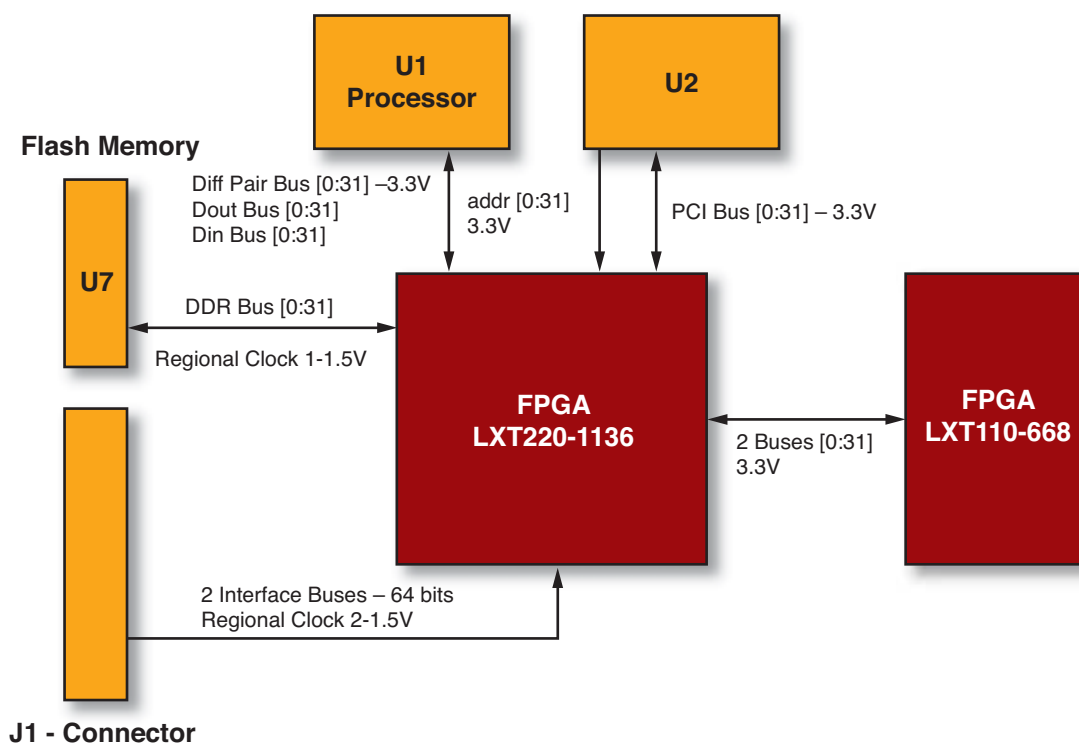 U1
Processor
U2
Flash Memory
Diff Pair Bus [0:31] –3.3V
Dout Bus [0:31]
Din Bus [0:31]
addr [0:31]
3.3V
PCI Bus [0:31] – 3.3V
U7
DDR Bus [0:31]
Regional Clock 1-1.5V
FPGA
LXT220-1136
2 Buses [0:31]
3.3V
FPGA
LXT110-668
2 Interface Buses – 64 bits
Regional Clock 2-1.5V
J1 - Connector